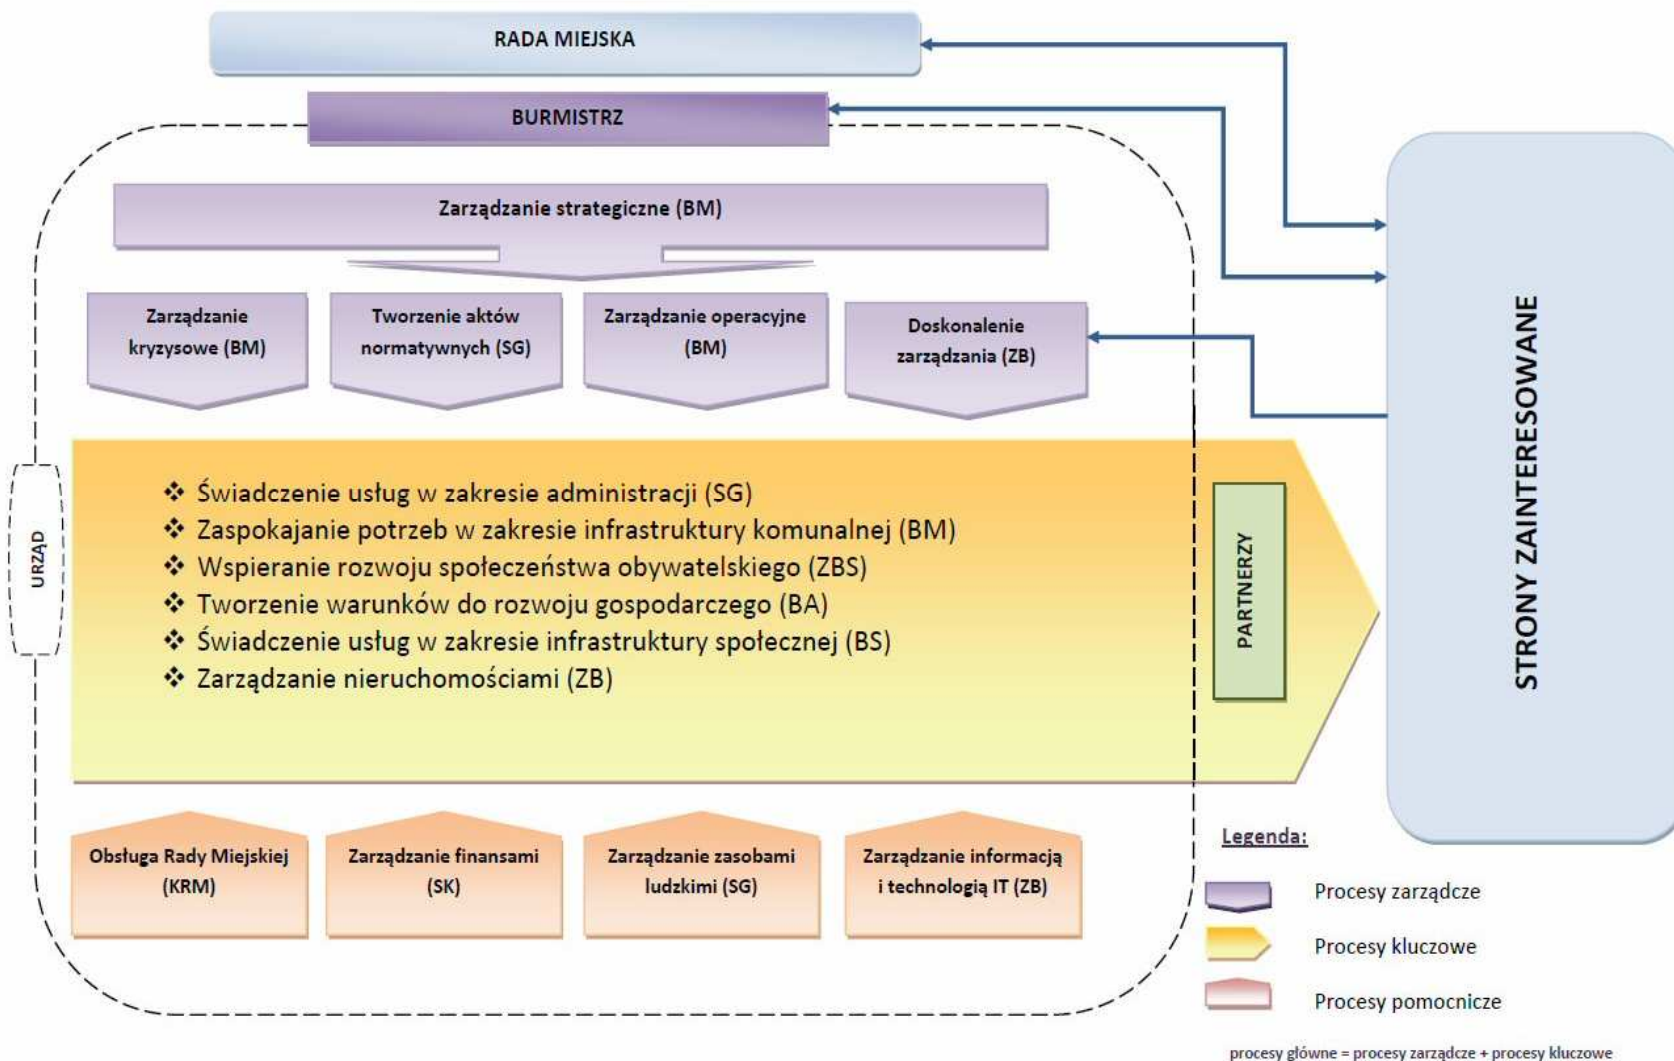 RADA MIEJSKA
BURMISTRZ
Zarządzanie strategiczne (BM)
Zarządzanie
kryzysowe (BM)
Tworzenie aktów
normatywnych (SG)
Zarządzanie operacyjne
(BM)
Doskonalenie
zarządzania (ZB)
URZĄD
❖ Świadczenie usług w zakresie administracji (SG)
❖ Zaspokajanie potrzeb w zakresie infrastruktury komunalnej (BM)
❖ Wspieranie rozwoju społeczeństwa obywatelskiego (ZBS)
❖ Tworzenie warunków do rozwoju gospodarczego (BA)
❖ Świadczenie usług w zakresie infrastruktury społecznej (BS)
❖ Zarządzanie nieruchomościami (ZB)
PARTNERZY
STRONY ZAINTERESOWANE
Obsługa Rady Miejskiej
(KRM)
Zarządzanie finansami
(SK)
Zarządzanie zasobami
ludzkimi (SG)
Zarządzanie informacją
i technologią IT (ZB)
Legenda:
Procesy zarządcze
Procesy kluczowe
Procesy pomocnicze
procesy główne = procesy zarządcze + procesy kluczowe